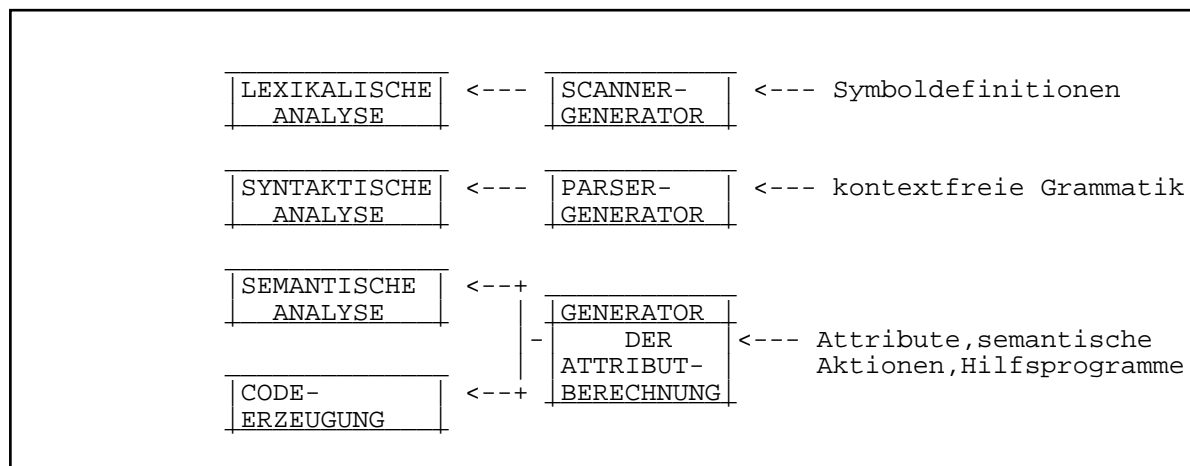 LEXIKALISCHE <--- SCANNER- <--- Symboldefinitionen
ANALYSE GENERATOR
SYNTAKTISCHE <--- PARSER- <--- kontextfreie Grammatik
ANALYSE GENERATOR
SEMANTISCHE <--+
ANALYSE GENERATOR
DER <--- Attribute,semantische
ATTRIBUT- Aktionen,Hilfsprogramme
CODE- <--+ BERECHNUNG
ERZEUGUNG